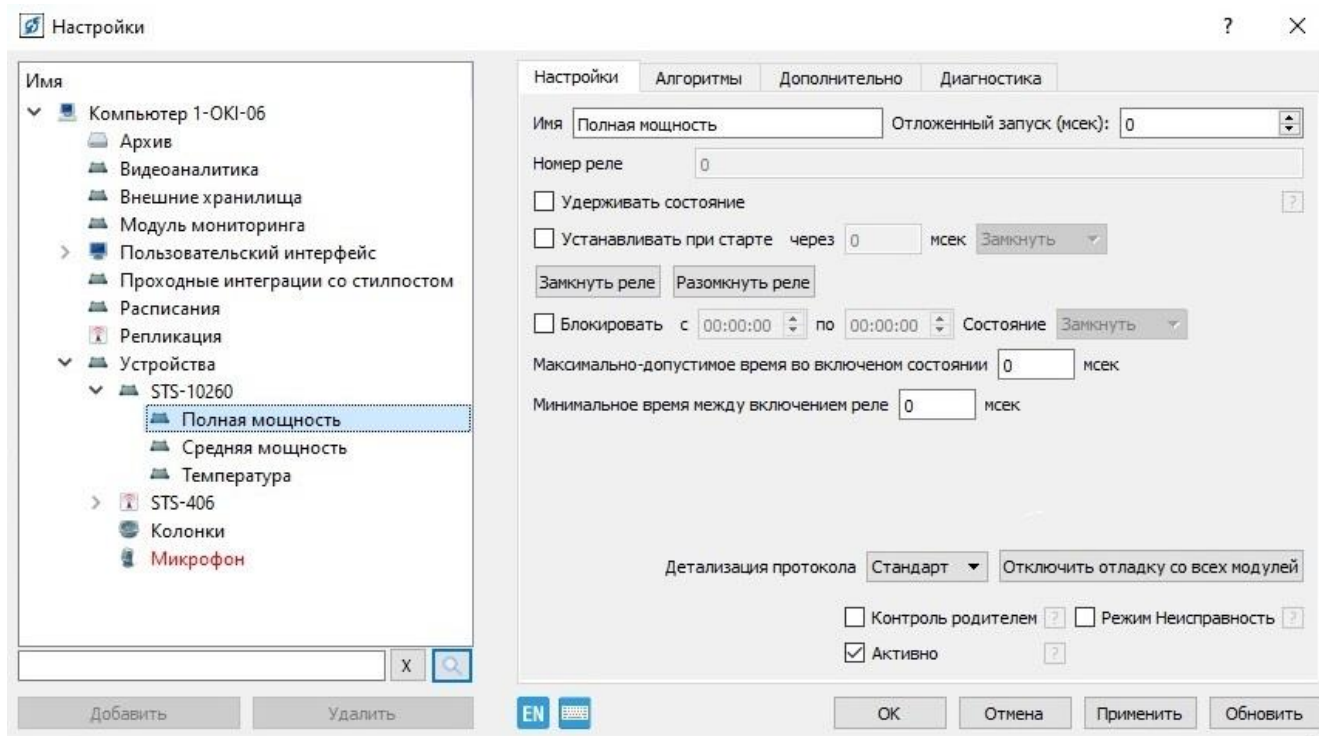 Настройки ?
Имя
Компьютер 1-OKI-06
Архив
Видеоаналитика
Внешние хранилища
Модуль мониторинга
Пользовательский интерфейс
Проходные интеграции со стилпостом
Расписания
Репликация
Устройства
STS-10260
Полная мощность
Средняя мощность
Температура
STS-406
Колонки
Микрофон
X
Добавить Удалить
Настройки Алгоритмы Дополнительно Диагностика
Имя Полная мощность Отложенный запуск (мсек): 0
Номер реле 0
Удерживать состояние ?
Устанавливать при старте через 0 мсек Замкнуть
Замкнуть реле Разомкнуть реле
Блокировать с 00:00:00 по 00:00:00 Состояние Замкнуть
Максимально-допустимое время во включеном состоянии 0 мсек
Минимальное время между включением реле 0 мсек
Детализация протокола Стандарт Отключить отладку со всех модулей
Контроль родителем ? Режим Неисправность ?
Активно ?
EN OK Отмена Применить Обновить